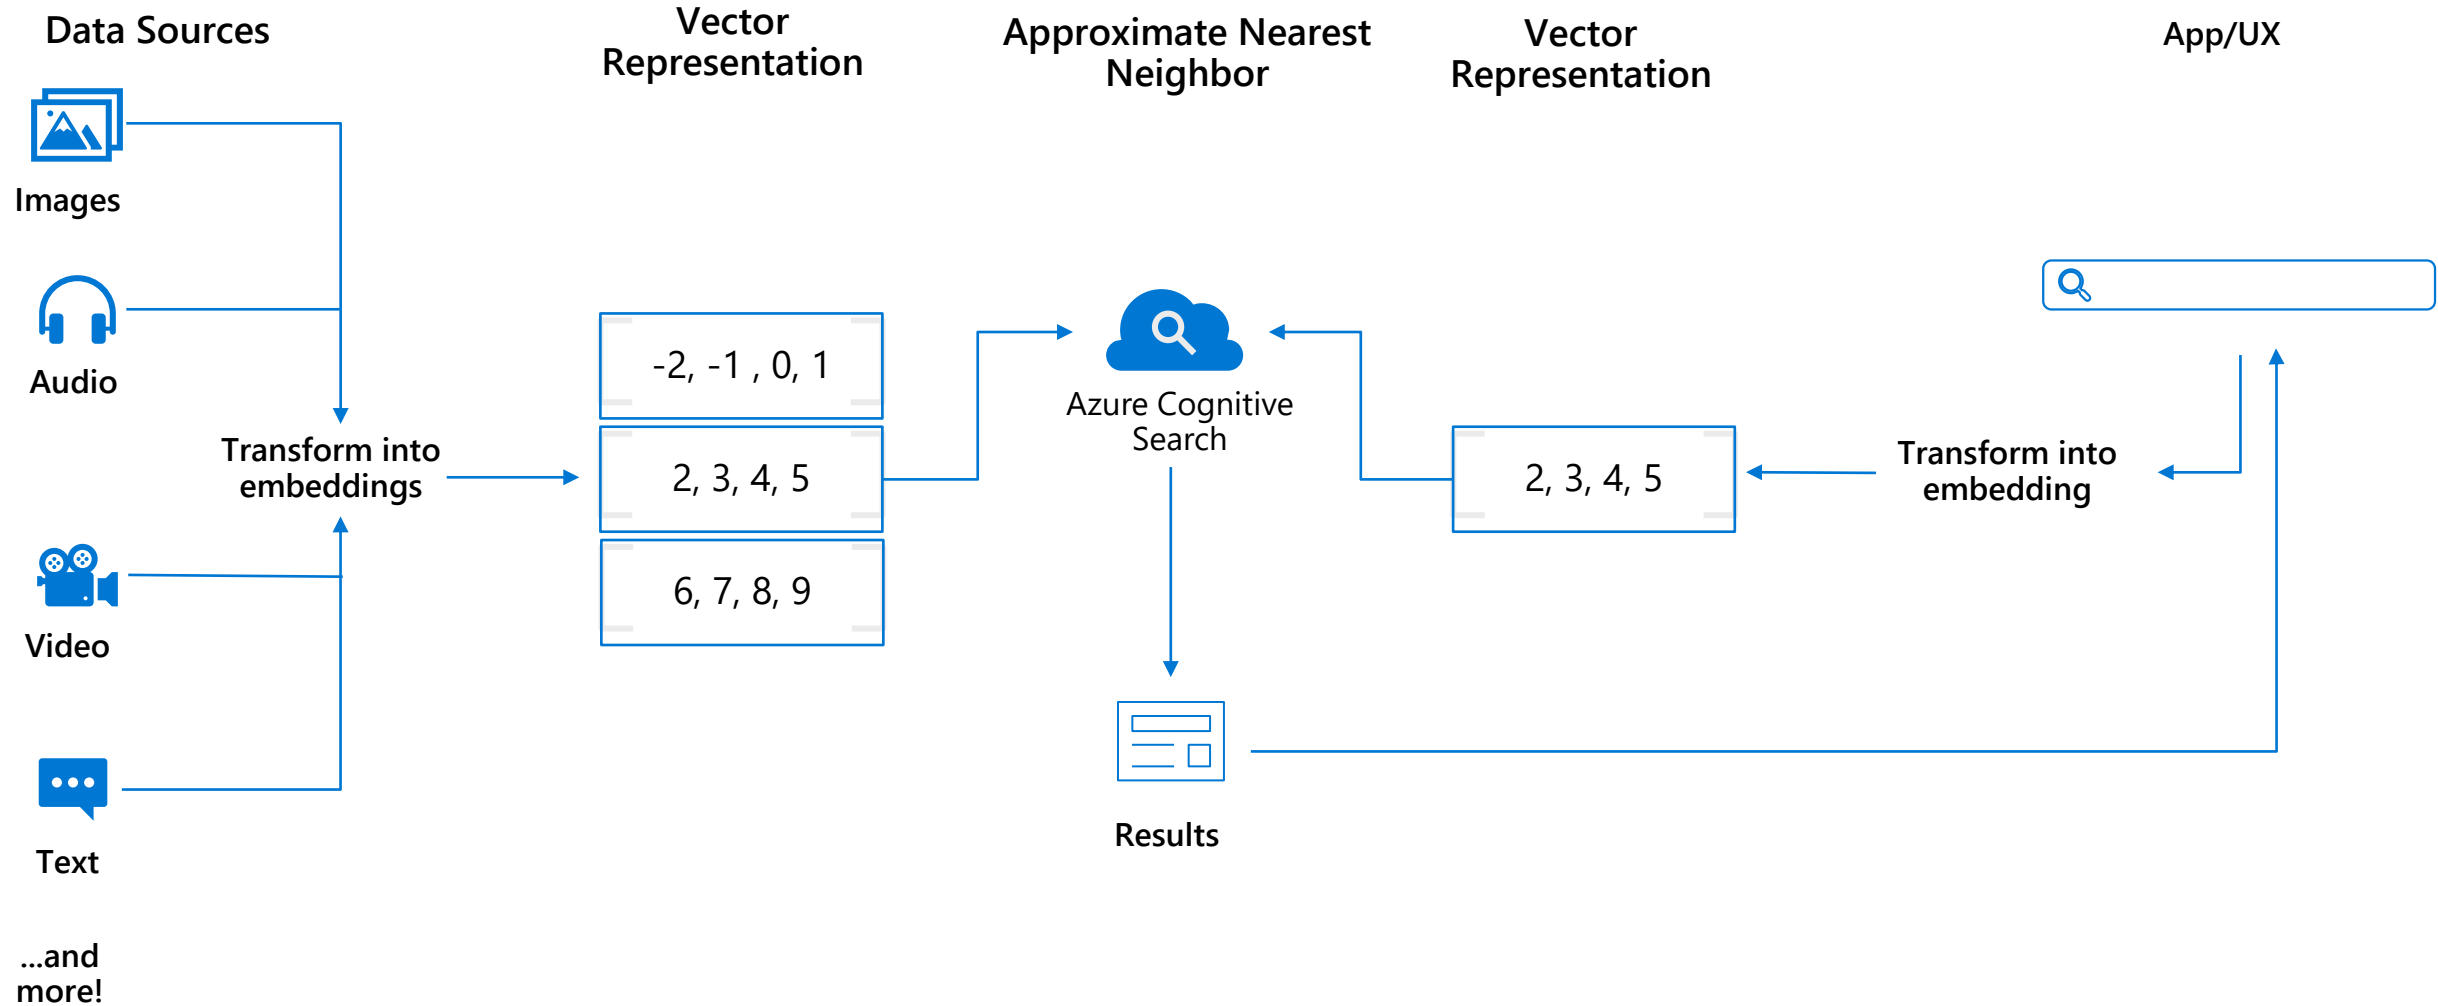 Data Sources
Vector
Representation
Approximate Nearest
Neighbor
Vector
Representation
App/UX
Images
Audio
Transform into
embeddings
Video
Text
...and
more!
-2, -1 , 0, 1
2, 3, 4, 5
6, 7, 8, 9
Azure Cognitive
Search
Results
2, 3, 4, 5
Transform into
embedding